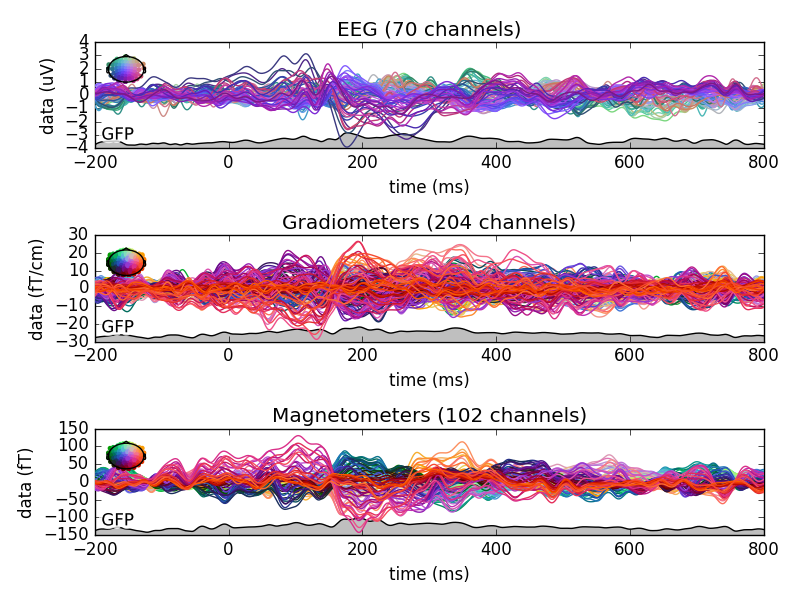 EEG (70 channels)
data (uV)
4
3
2
1
0
−1
−2
−3
−4
GFP
−200 0 200 400 600 800
time (ms)
Gradiometers (204 channels)
data (fT/cm)
30
20
10
0
−10
−20
−30
GFP
−200 0 200 400 600 800
time (ms)
Magnetometers (102 channels)
data (fT)
150
100
50
0
−50
−100
−150
GFP
−200 0 200 400 600 800
time (ms)